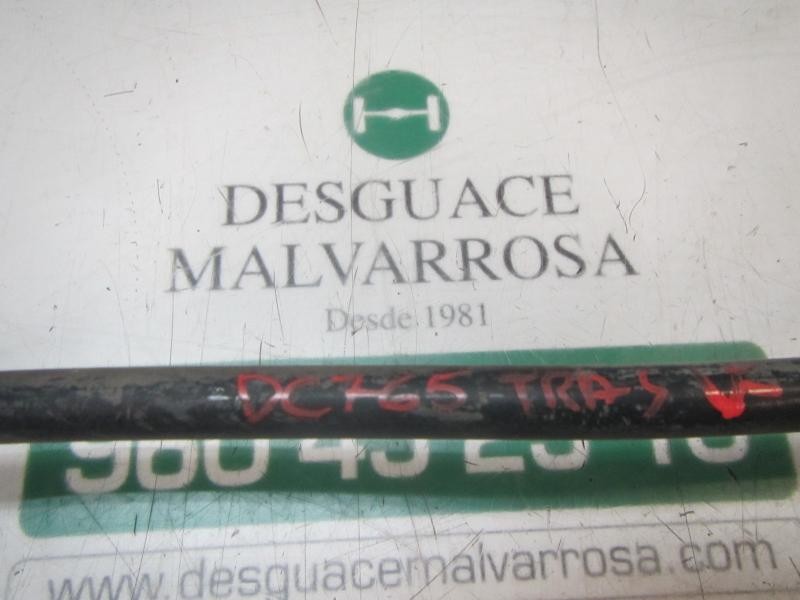 DESGUACE
MALVARROSA
Desde 1981
DC765 TRAS
www.desguacemalvarrosa.com